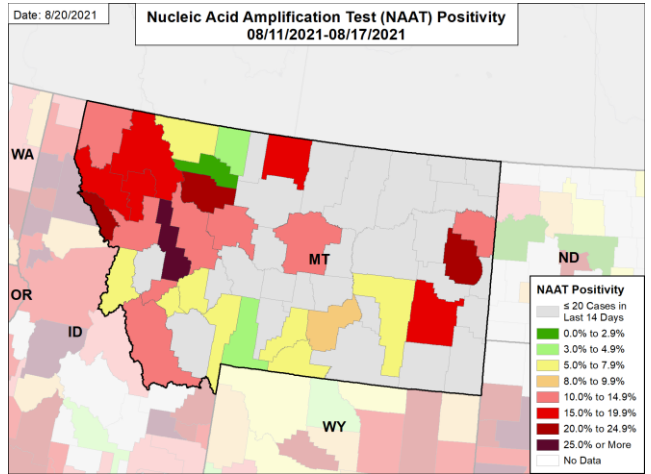 Date: 8/20/2021
Nucleic Acid Amplification Test (NAAT) Positivity
08/11/2021-08/17/2021
WA
MT
ND
OR
ID
WY
NAAT Positivity
≤ 20 Cases in
Last 14 Days
0.0% to 2.9%
3.0% to 4.9%
5.0% to 7.9%
8.0% to 9.9%
10.0% to 14.9%
15.0% to 19.9%
20.0% to 24.9%
25.0% or More
No Data